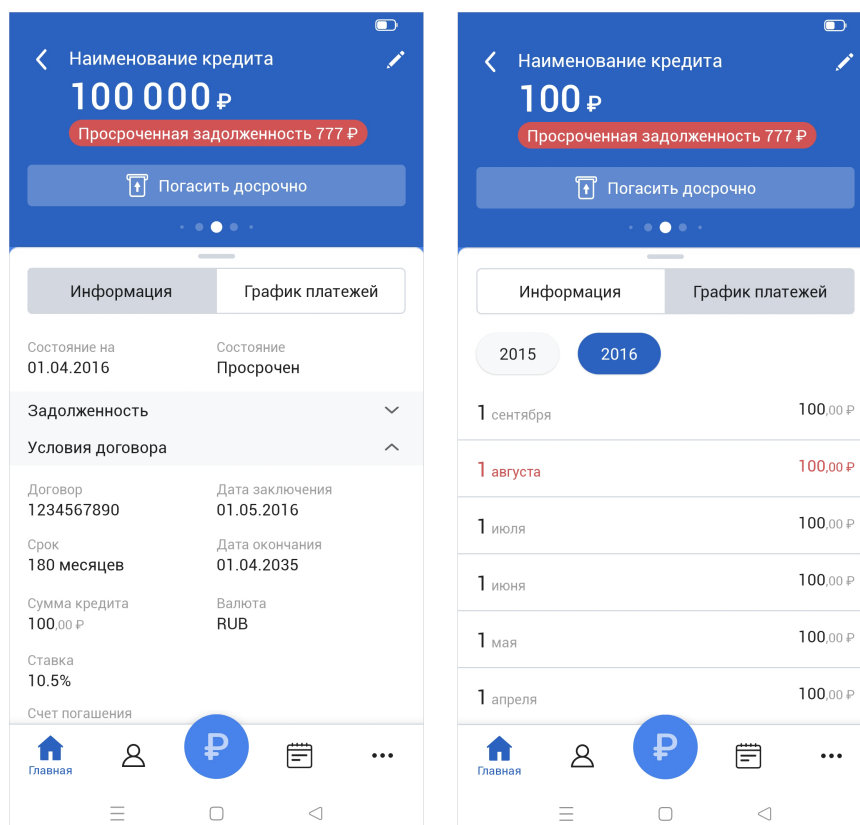 Наименование кредита
100 000 ₽
Просроченная задолженность 777 ₽
Погасить досрочно
Информация График платежей
Состояние на Состояние
01.04.2016 Просрочен
Задолженность
Условия договора
Договор Дата заключения
1234567890 01.05.2016
Срок Дата окончания
180 месяцев 01.04.2035
Сумма кредита Валюта
100,00 ₽ RUB
Ставка
10.5%
Счет погашения
₽
Главная
Наименование кредита
100 ₽
Просроченная задолженность 777 ₽
Погасить досрочно
Информация График платежей
2015 2016
1 сентября 100,00 ₽
1 августа 100,00 ₽
1 июля 100,00 ₽
1 июня 100,00 ₽
1 мая 100,00 ₽
1 апреля 100,00 ₽
₽
Главная